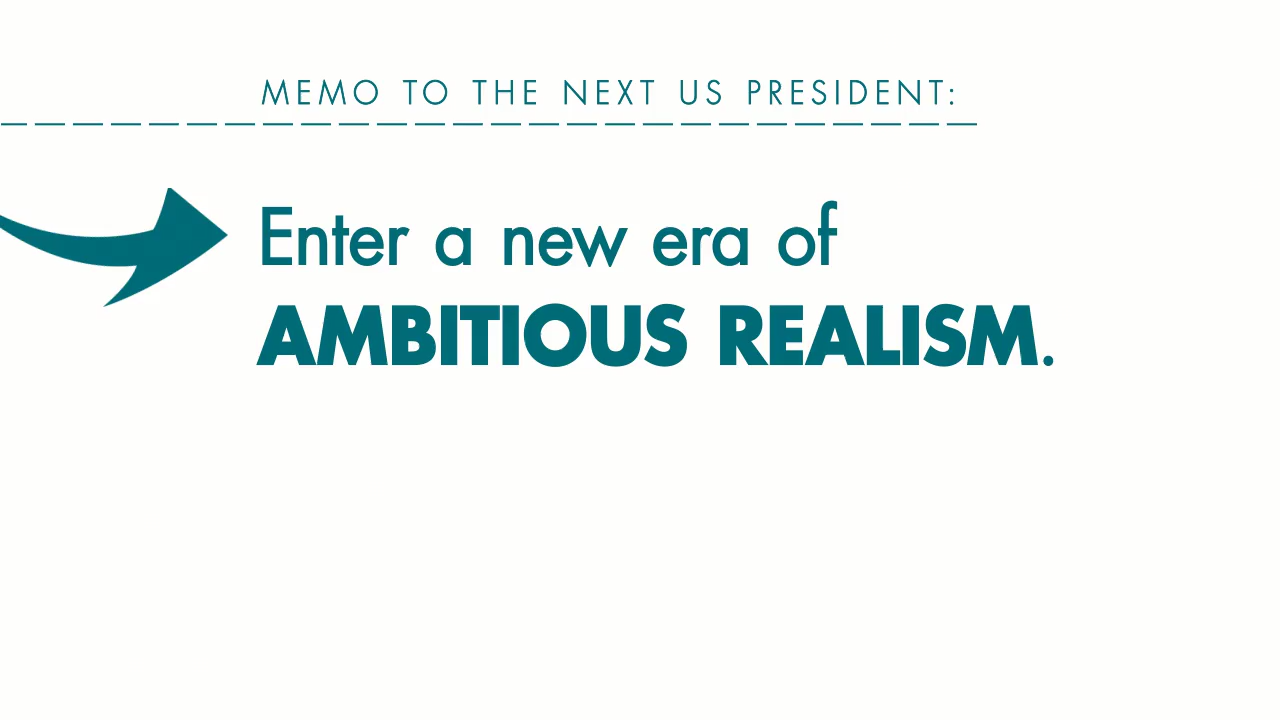 MEMO TO THE NEXT US PRESIDENT:
Enter a new era of
AMBITIOUS REALISM.